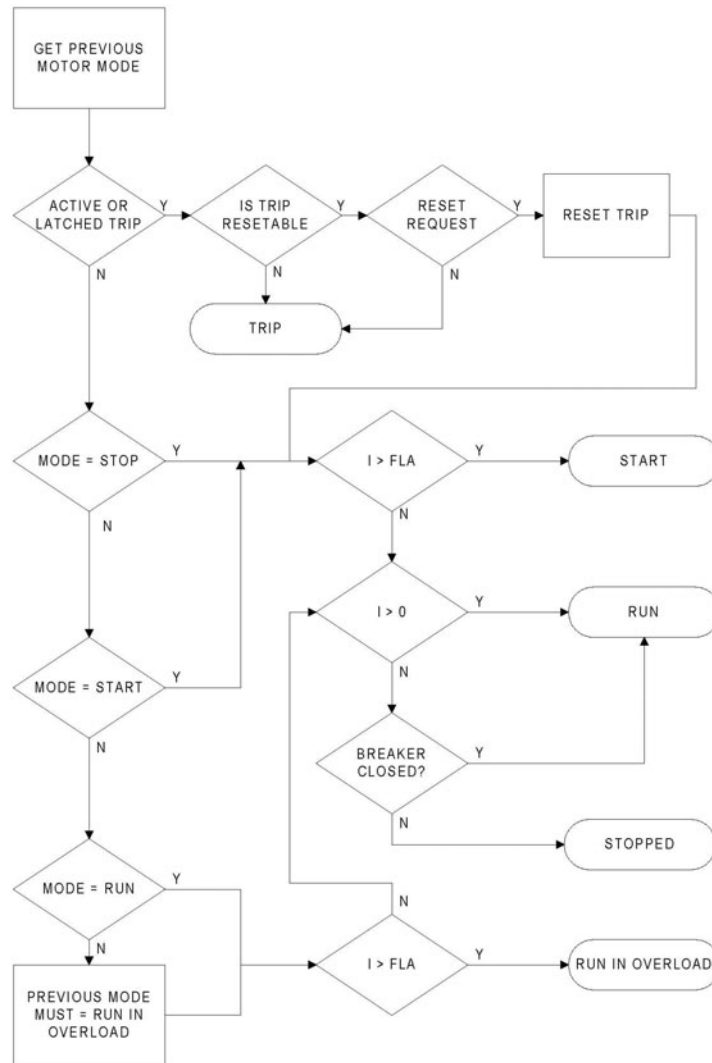 GET PREVIOUS
MOTOR MODE
ACTIVE OR
LATCHED TRIP
Y
IS TRIP
RESETABLE
Y
RESET
REQUEST
Y
RESET TRIP
N
N
N
TRIP
MODE = STOP
Y
I > FLA
Y
START
N
N
I > 0
Y
RUN
N
MODE = START
Y
N
BREAKER
CLOSED?
Y
N
STOPPED
MODE = RUN
Y
N
N
I > FLA
Y
RUN IN OVERLOAD
PREVIOUS MODE
MUST = RUN IN
OVERLOAD